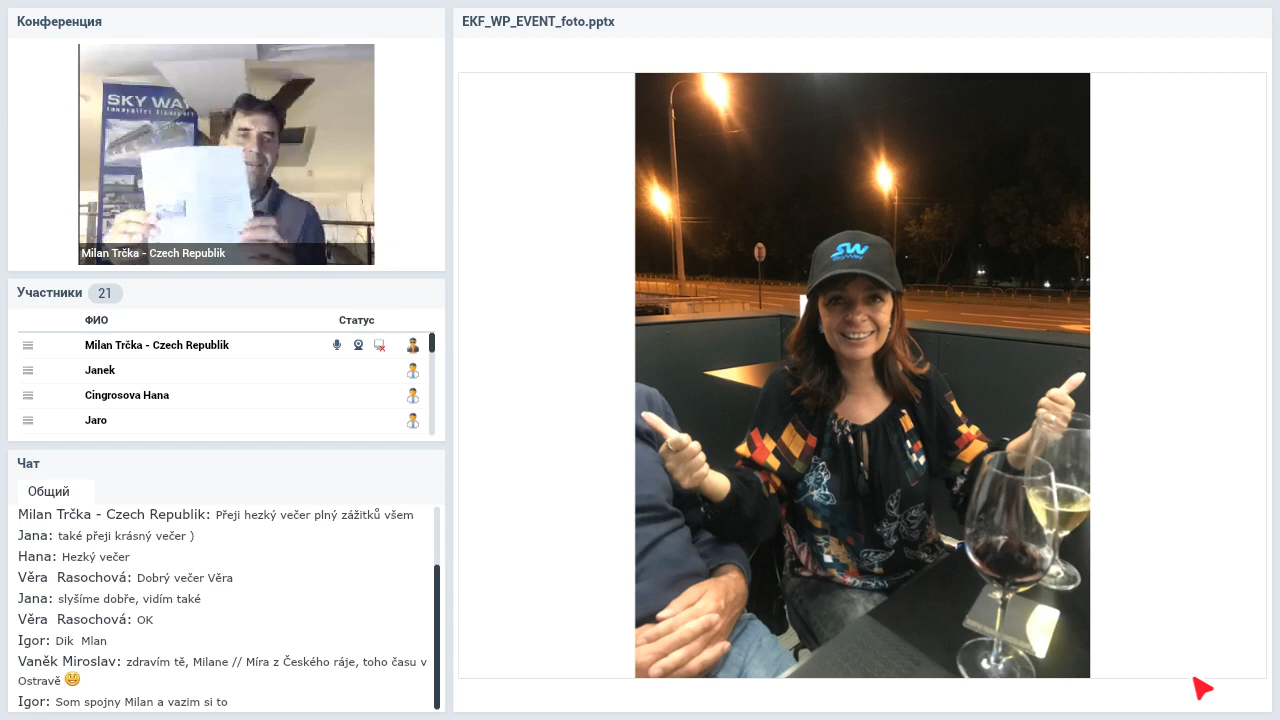 Конференция
SKY WAY
Milan Trčka - Czech Republik
Участники 21
ФИО Статус
Milan Trčka - Czech Republik
Janek
Cingrosova Hana
Jaro
Чат
Общий
Milan Trčka - Czech Republik: Přeji hezký večer plný zážitků všem
Jana: také přeji krásný večer )
Hana: Hezký večer
Věra Rasochová: Dobrý večer Věra
Jana: slyšíme dobře, vidím také
Věra Rasochová: OK
Igor: Dik Mlan
Vaněk Miroslav: zdravím tě, Milane // Míra z Českého ráje, toho času v
Ostravě
Igor: Som spojny Milan a vazim si to
EKF_WP_EVENT_foto.pptx
SW
SKYWAY